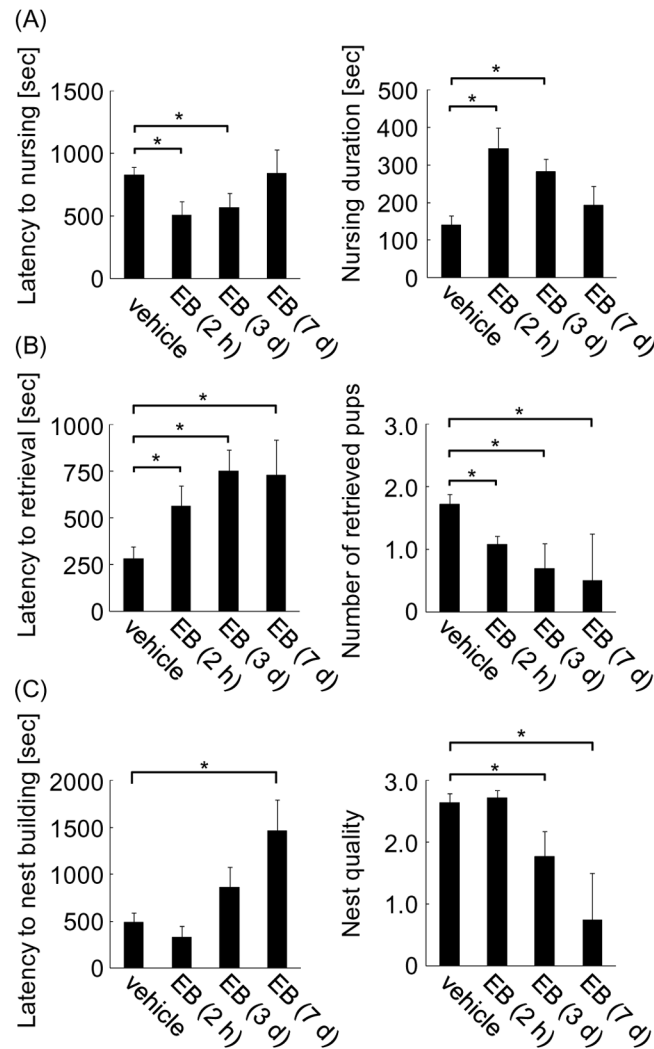 (A)
Latency to nursing [sec]
1500
1000
500
0
*
*
vehicle
EB (2 h)
EB (3 d)
EB (7 d)
Nursing duration [sec]
500
400
300
200
100
0
*
*
vehicle
EB (2 h)
EB (3 d)
EB (7 d)
(B)
Latency to retrieval [sec]
1000
750
500
250
0
*
*
*
vehicle
EB (2 h)
EB (3 d)
EB (7 d)
Number of retrieved pups
3.0
2.0
1.0
0
*
*
*
vehicle
EB (2 h)
EB (3 d)
EB (7 d)
(C)
Latency to nest building [sec]
2000
1500
1000
500
0
*
vehicle
EB (2 h)
EB (3 d)
EB (7 d)
Nest quality
3.0
2.0
1.0
0
*
*
vehicle
EB (2 h)
EB (3 d)
EB (7 d)